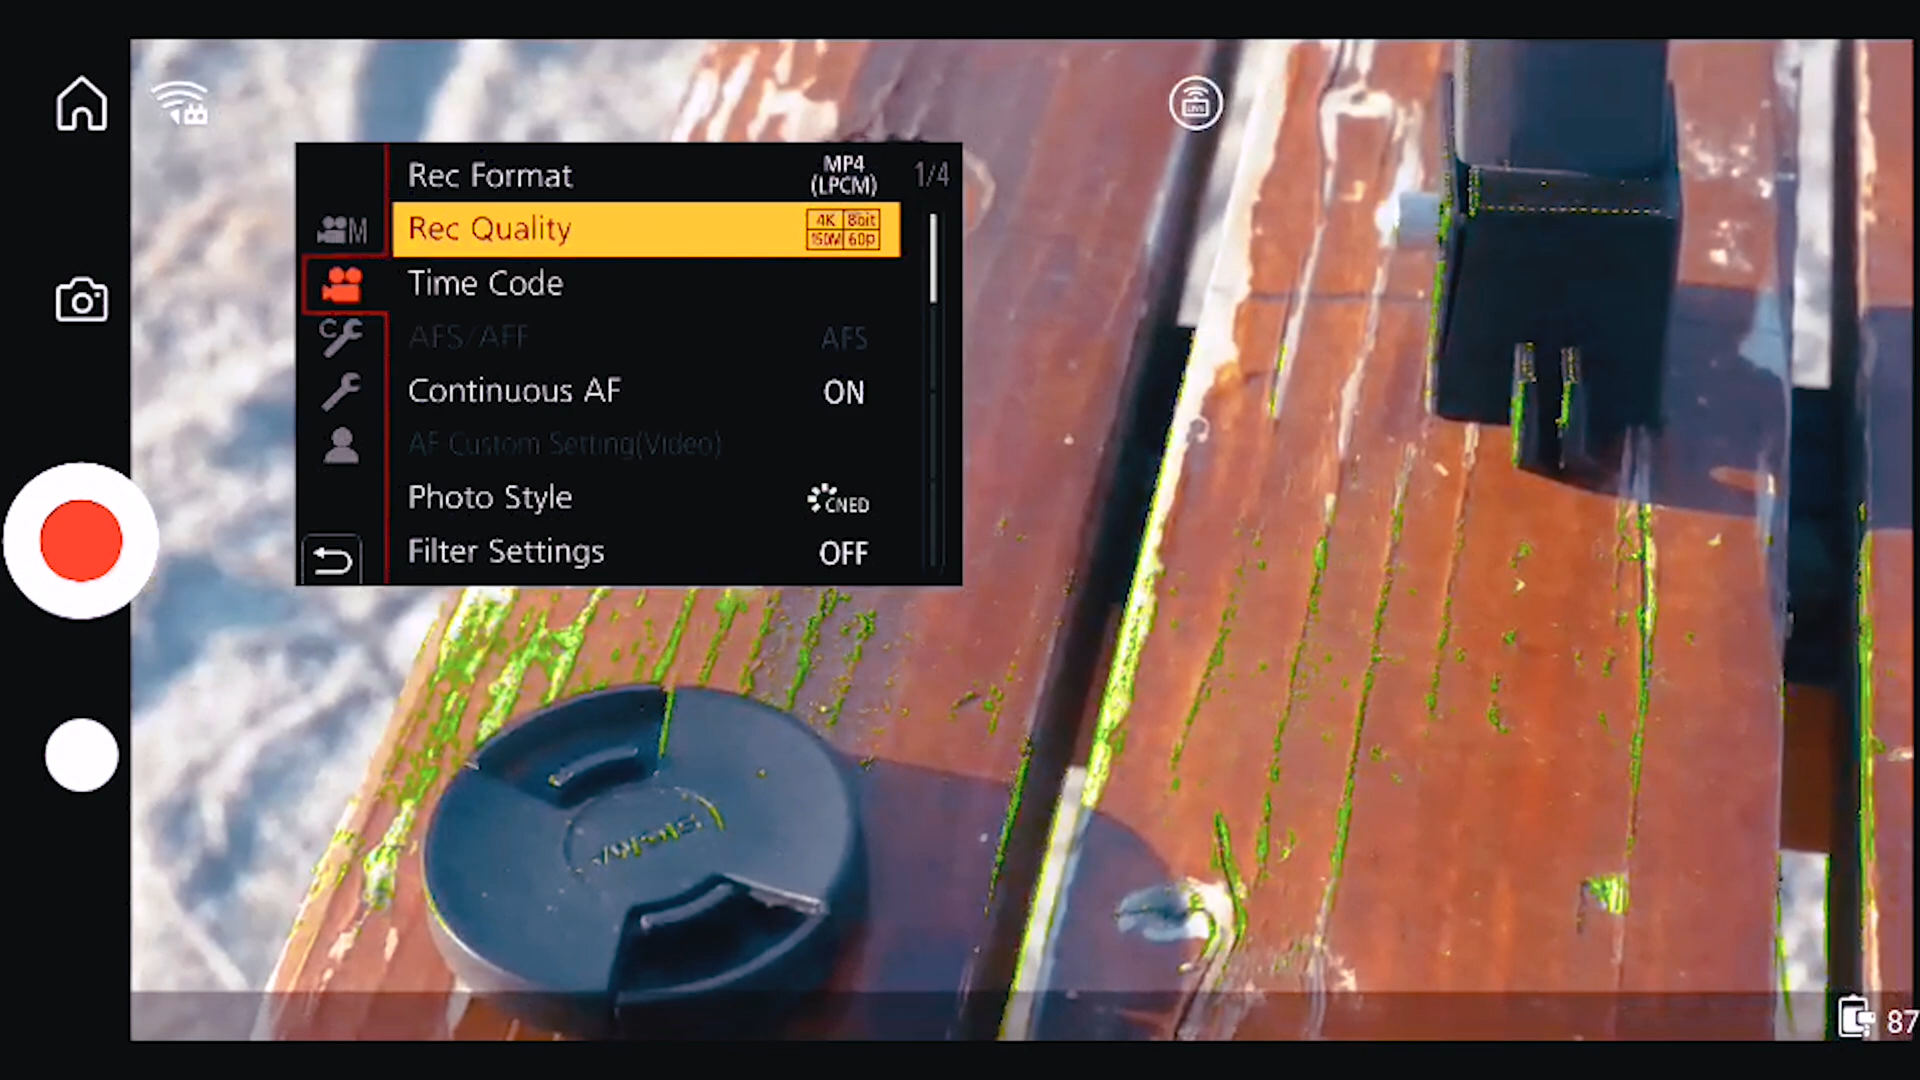 LIVE
Rec Format
MP4
(LPCM)
1/4
M
Rec Quality
4K 8bit
150M 60p
Time Code
C
AFS/AFF AFS
Continuous AF ON
AF Custom Setting(Video)
Photo Style CNED
Filter Settings OFF
87